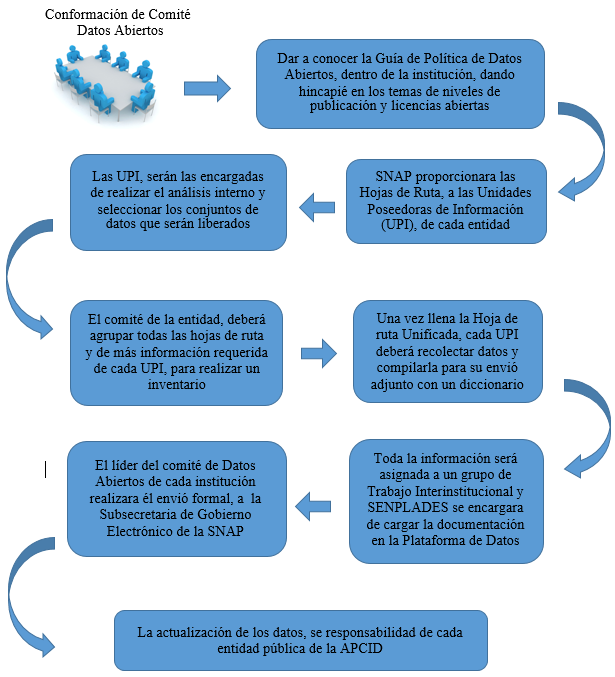 Conformación de Comité
Datos Abiertos
Dar a conocer la Guía de Política de Datos
Abiertos, dentro de la institución, dando
hincapié en los temas de niveles de
publicación y licencias abiertas
SNAP proporcionara las
Hojas de Ruta, a las Unidades
Poseedoras de Información
(UPI), de cada entidad
Las UPI, serán las encargadas
de realizar el análisis interno y
seleccionar los conjuntos de
datos que serán liberados
El comité de la entidad, deberá
agrupar todas las hojas de ruta
y de más información requerida
de cada UPI, para realizar un
inventario
Una vez llena la Hoja de
ruta Unificada, cada UPI
deberá recolectar datos y
compilarla para su envió
adjunto con un diccionario
Toda la información será
asignada a un grupo de
Trabajo Interinstitucional y
SENPLADES se encargara
de cargar la documentación
en la Plataforma de Datos
El líder del comité de Datos
Abiertos de cada institución
realizara él envió formal, a la
Subsecretaria de Gobierno
Electrónico de la SNAP
La actualización de los datos, se responsabilidad de cada
entidad pública de la APCID